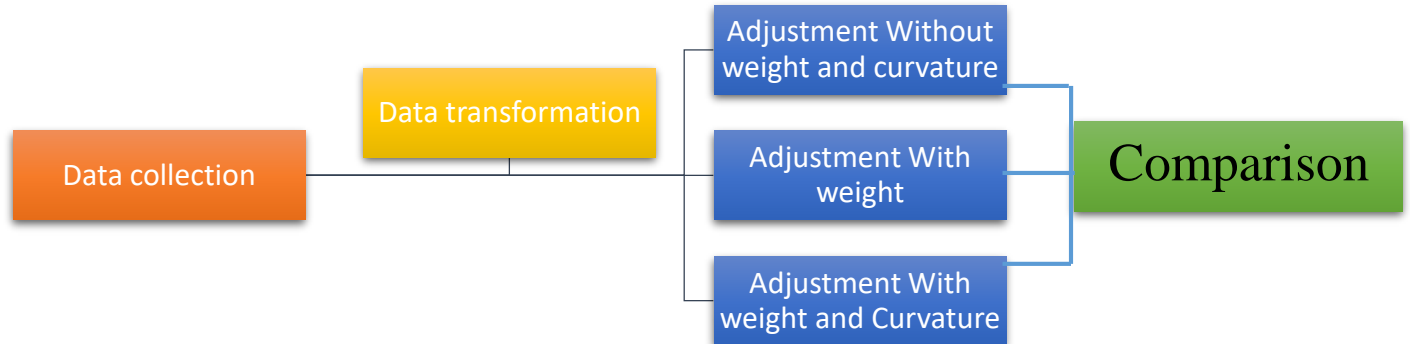 Data collection
Data transformation
Adjustment Without
weight and curvature
Adjustment With
weight
Adjustment With
weight and Curvature
Comparison